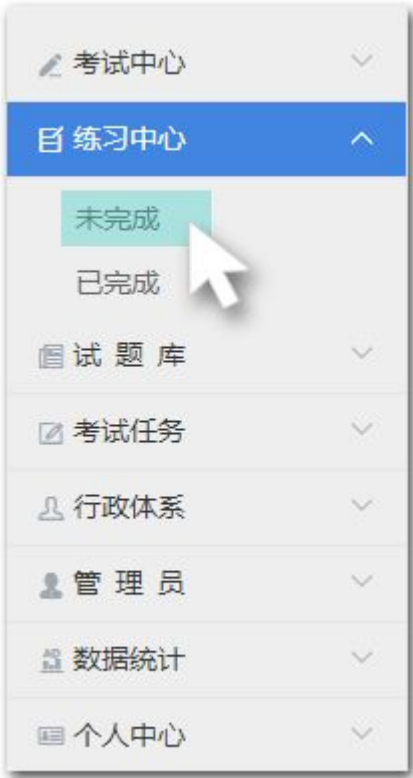 考试中心
练习中心
未完成
已完成
试 题 库
考试任务
行政体系
管 理 员
数据统计
个人中心